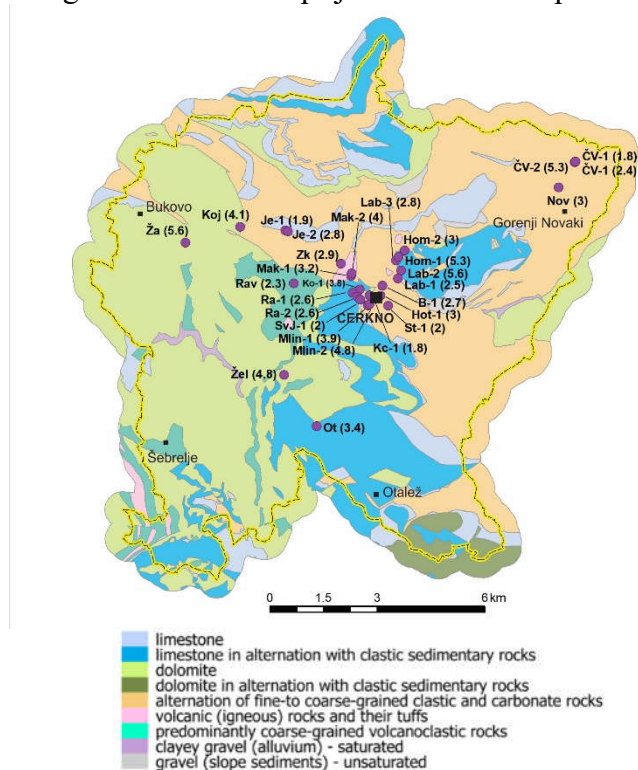 ČV-1 (1.8)
ČV-2 (5.3)
ČV-1 (2.4)
Lab-3 (2.8)
Nov (3)
Bukovo
Mak-2 (4)
Koj (4.1)
Je-1 (1.9)
Gorenji Novaki
Ža (5.6)
Je-2 (2.8)
Hom-2 (3)
Zk (2.9)
Hom-1 (5.3)
Mak-1 (3.2)
Lab-2 (5.6)
Rav (2.3)
Ko-1 (3.8)
Lab-1 (2.5)
Ra-1 (2.6)
B-1 (2.7)
Ra-2 (2.6)
Hot-1 (3)
CERKNO
SvJ-1 (2)
St-1 (2)
Mlin-1 (3.9)
Mlin-2 (4.8)
Kc-1 (1.8)
Žel (4.8)
Ot (3.4)
Šebrelje
Otalež
0 1.5 3 6 km
limestone
limestone in alternation with clastic sedimentary rocks
dolomite
dolomite in alternation with clastic sedimentary rocks
alternation of fine-to coarse-grained clastic and carbonate rocks
volcanic (igneous) rocks and their tuffs
predominantly coarse-grained volcanoclastic rocks
clayey gravel (alluvium) - saturated
gravel (slope sediments) - unsaturated